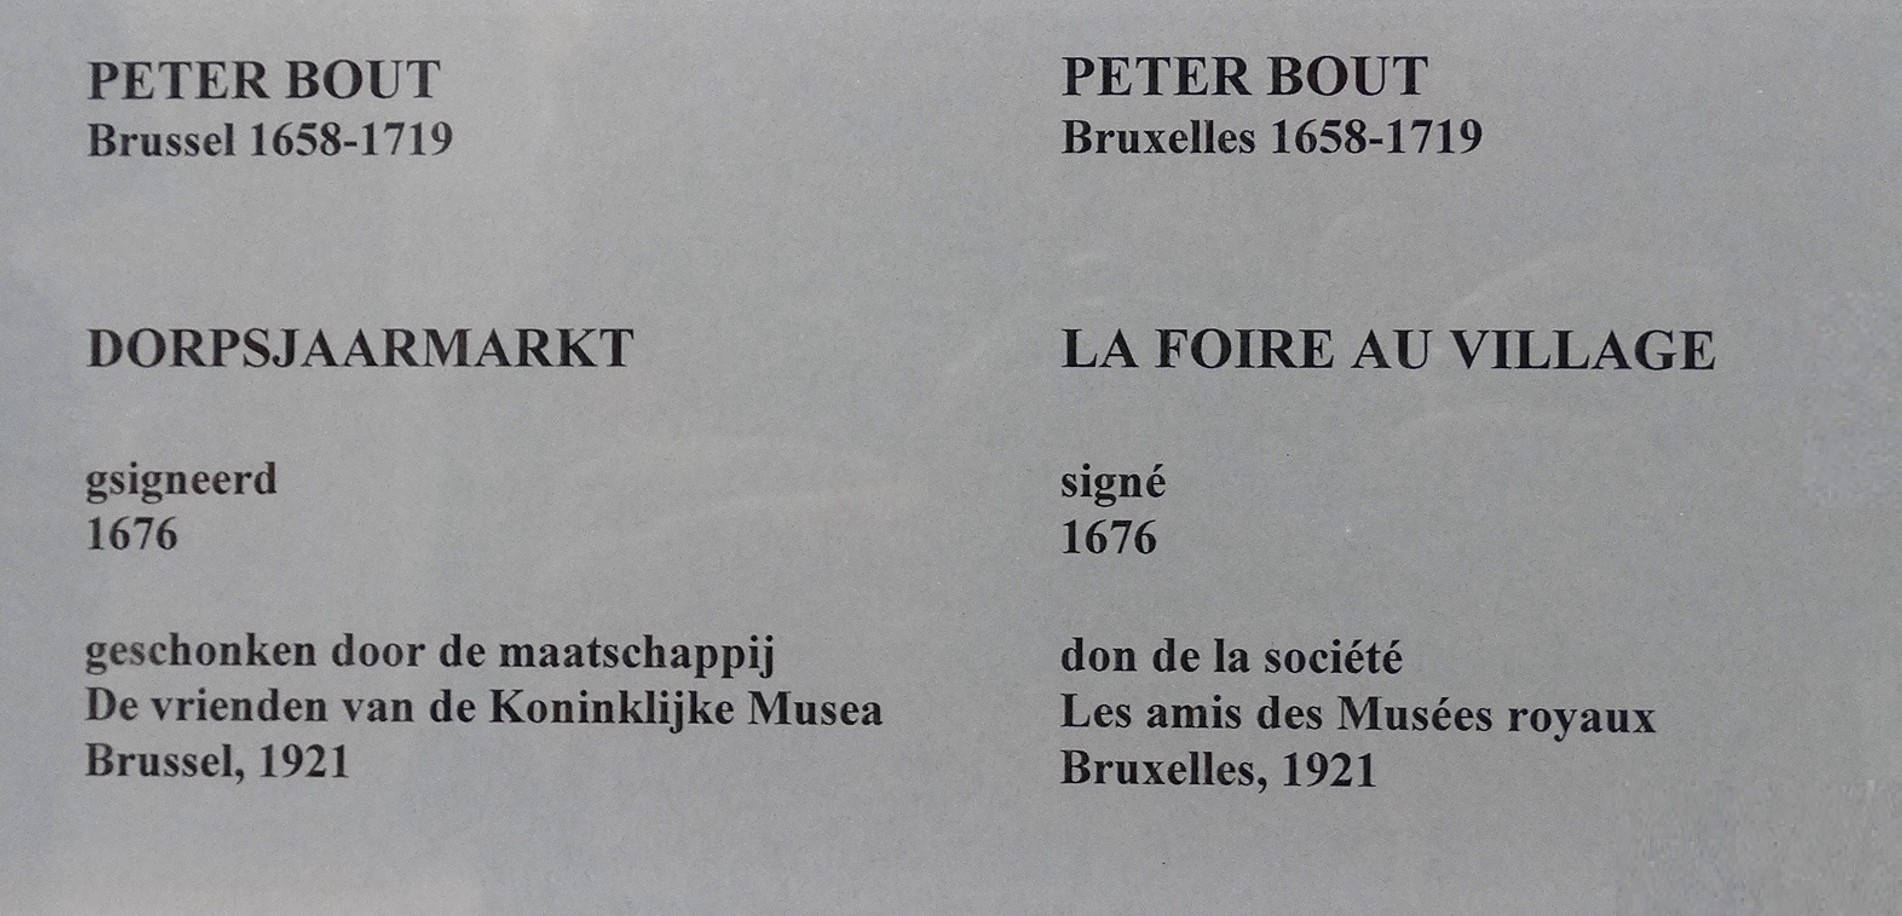 PETER BOUT
Brussel 1658-1719
DORPSJAARMARKT
gsigneerd
1676
geschonken door de maatschappij
De vrienden van de Koninklijke Musea
Brussel, 1921
PETER BOUT
Bruxelles 1658-1719
LA FOIRE AU VILLAGE
signé
1676
don de la société
Les amis des Musées royaux
Bruxelles, 1921